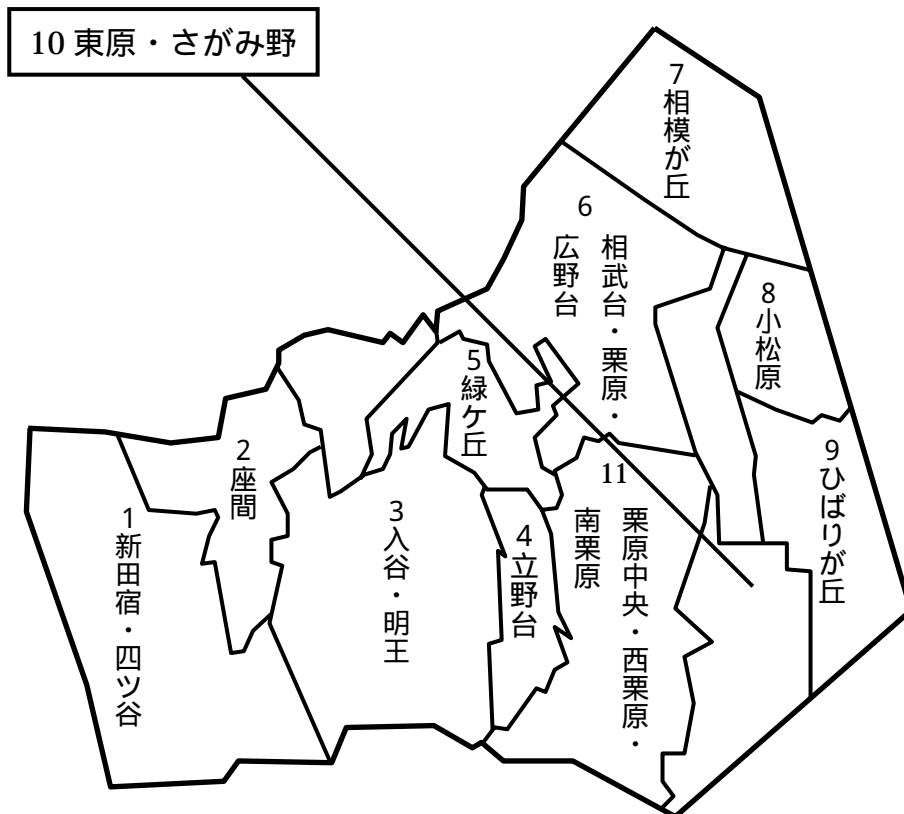 10 東原・さがみ野
7 相模が丘
6 相武台・栗原・
広野台
8 小松原
5 緑ケ丘
9 ひばりが丘
2 座間
11 栗原中央・西栗原・
南栗原
3 入谷・明王
1 新田宿・四ツ谷
4 立野台